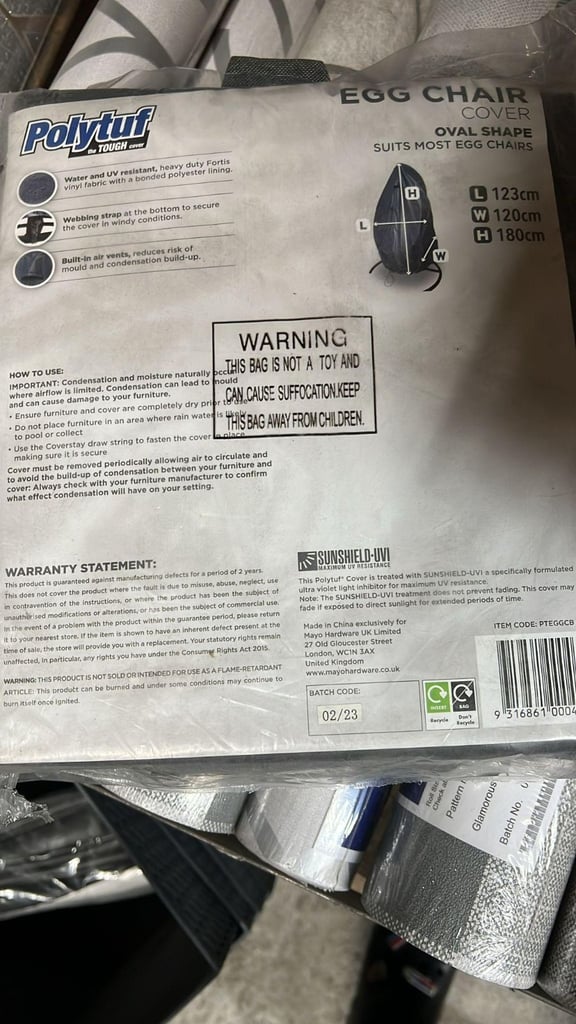 Polytuf
the TOUGH cover
EGG CHAIR
COVER
OVAL SHAPE
SUITS MOST EGG CHAIRS
Water and UV resistant, heavy duty Fortis
vinyl fabric with a bonded polyester lining.
Webbing strap at the bottom to secure
the cover in windy conditions.
Built-in air vents, reduces risk of
mould and condensation build-up.
H
L
W
L 123cm
W 120cm
H 180cm
WARNING
THIS BAG IS NOT A TOY AND
CAN CAUSE SUFFOCATION.KEEP
THIS BAG AWAY FROM CHILDREN.
HOW TO USE:
IMPORTANT: Condensation and moisture naturally occur
where airflow is limited. Condensation can lead to mould
and can cause damage to your furniture.
• Ensure furniture and cover are completely dry prior to use
• Do not place furniture in an area where rain water is likely
to pool or collect
• Use the Coverstay draw string to fasten the cover in place
making sure it is secure
Cover must be removed periodically allowing air to circulate and
to avoid the build-up of condensation between your furniture and
cover: Always check with your furniture manufacturer to confirm
what effect condensation will have on your setting.
WARRANTY STATEMENT:
This product is guaranteed against manufacturing defects for a period of 2 years.
This does not cover the product where the fault is due to misuse, abuse, neglect, use
in contravention of the instructions, or where the product has been the subject of
unauthorised modifications or alterations, or has been the subject of commercial use.
In the event of a problem with the product within the guarantee period, please return
it to your nearest store. If the item is shown to have an inherent defect present at the
time of sale, the store will provide you with a replacement. Your statutory rights remain
unaffected, in particular, any rights you have under the Consumer Rights Act 2015.
WARNING: THIS PRODUCT IS NOT SOLD OR INTENDED FOR USE AS A FLAME-RETARDANT
ARTICLE: This product can be burned and under some conditions may continue to
burn itself once ignited.
SUNSHIELD-UVI
MAXIMUM UV RESISTANCE
This Polytuf® Cover is treated with SUNSHIELD-UVI a specifically formulated
ultra violet light inhibitor for maximum UV resistance.
Note: The SUNSHIELD-UVI treatment does not prevent fading. This cover may
fade if exposed to direct sunlight for extended periods of time.
Made in China exclusively for
Mayo Hardware UK Limited
27 Old Gloucester Street
London, WC1N 3AX
United Kingdom
www.mayohardware.co.uk
ITEM CODE: PTEGGCB
BATCH CODE:
02/23
INSERT
BAG
Recycle
Don't
Recycle
9 316861 0004
Roll Si
Check a
Pattern
Glamorous
Batch No.